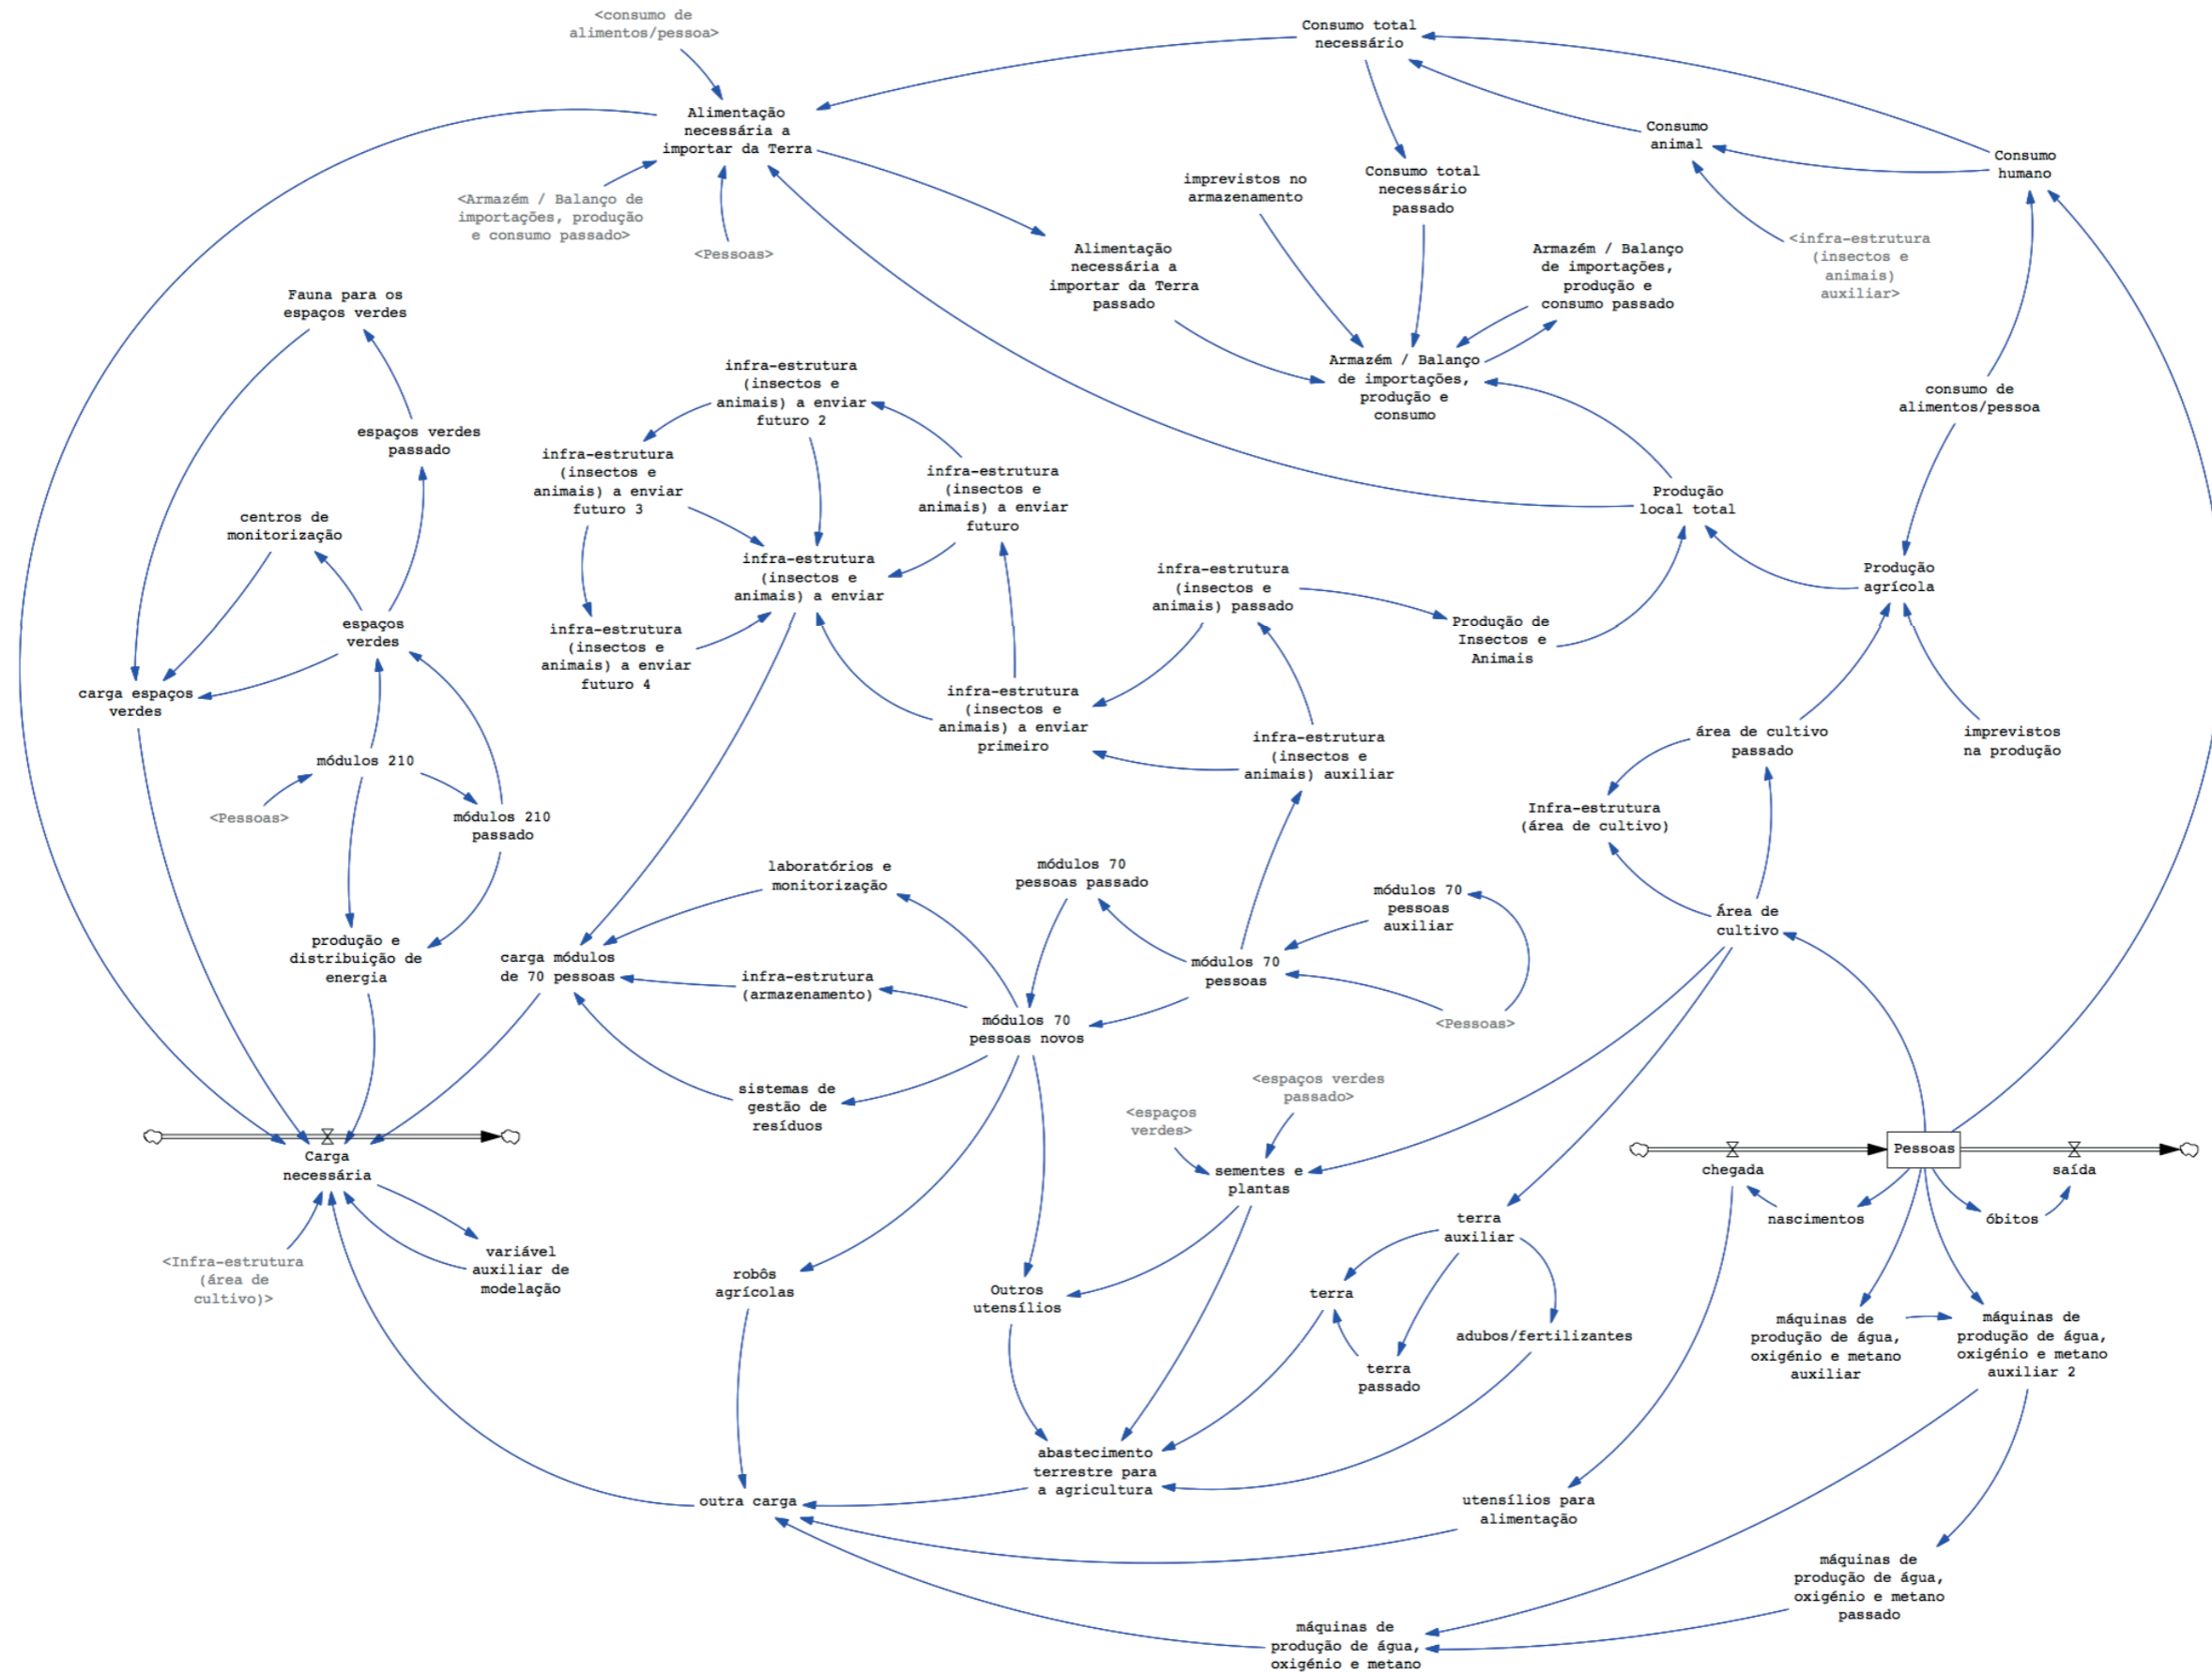 <consumo de
alimentos/pessoa>
Consumo total
necessário
Alimentação
necessária a
importar da Terra
Consumo
animal
Consumo
humano
imprevistos no
armazenamento
Consumo total
necessário
passado
<Armazém / Balanço de
importações, produção
e consumo passado>
<Pessoas>
Alimentação
necessária a
importar da Terra
passado
Armazém / Balanço
de importações,
produção e
consumo passado
<infra-estrutura
(insectos e
animais)
auxiliar>
Fauna para os
espaços verdes
infra-estrutura
(insectos e
animais) a enviar
futuro 2
Armazém / Balanço
de importações,
produção e
consumo
consumo de
alimentos/pessoa
espaços verdes
passado
infra-estrutura
(insectos e
animais) a enviar
futuro 3
infra-estrutura
(insectos e
animais) a enviar
futuro
Produção
local total
centros de
monitorização
infra-estrutura
(insectos e
animais) a enviar
infra-estrutura
(insectos e
animais) passado
Produção
agrícola
espaços
verdes
infra-estrutura
(insectos e
animais) a enviar
futuro 4
Produção de
Insectos e
Animais
carga espaços
verdes
infra-estrutura
(insectos e
animais) a enviar
primeiro
infra-estrutura
(insectos e
animais) auxiliar
área de cultivo
passado
imprevistos
na produção
módulos 210
<Pessoas>
módulos 210
passado
Infra-estrutura
(área de cultivo)
laboratórios e
monitorização
módulos 70
pessoas passado
módulos 70
pessoas
auxiliar
Área de
cultivo
produção e
distribuição de
energia
carga módulos
de 70 pessoas
infra-estrutura
(armazenamento)
módulos 70
pessoas
módulos 70
pessoas novos
<Pessoas>
sistemas de
gestão de
resíduos
<espaços verdes
passado>
<espaços
verdes>
Carga
necessária
sementes e
plantas
chegada
Pessoas
saída
nascimentos
óbitos
terra
auxiliar
<Infra-estrutura
(área de
cultivo)>
variável
auxiliar de
modelação
robôs
agrícolas
Outros
utensílios
terra
adubos/fertilizantes
terra
passado
máquinas de
produção de água,
oxigénio e metano
auxiliar
máquinas de
produção de água,
oxigénio e metano
auxiliar 2
abastecimento
terrestre para
a agricultura
outra carga
utensílios para
alimentação
máquinas de
produção de água,
oxigénio e metano
passado
máquinas de
produção de água,
oxigénio e metano